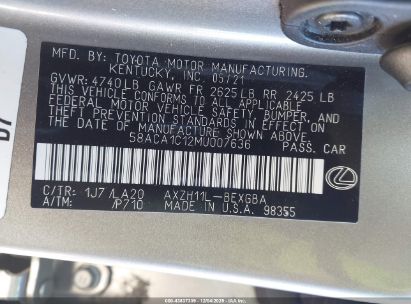 MFD. BY: TOYOTA MOTOR MANUFACTURING,
KENTUCKY, INC 05/21
GVWR: 4740LB GAWR FR 2625LB RR 2425 LB
THIS VEHICLE CONFORMS TO ALL APPLICABLE
FEDERAL MOTOR VEHICLE SAFETY, BUMPER, AND
THEFT PREVENTION STANDARDS IN EFFECT ON
THE DATE OF MANUFACTURE SHOWN ABOVE.
58ACA1C12MU007636 PASS. CAR
C/TR: 1J7 /LA20 AXZH11L-BEXGBA
A/TM: /P710 MADE IN U.S.A. 98355